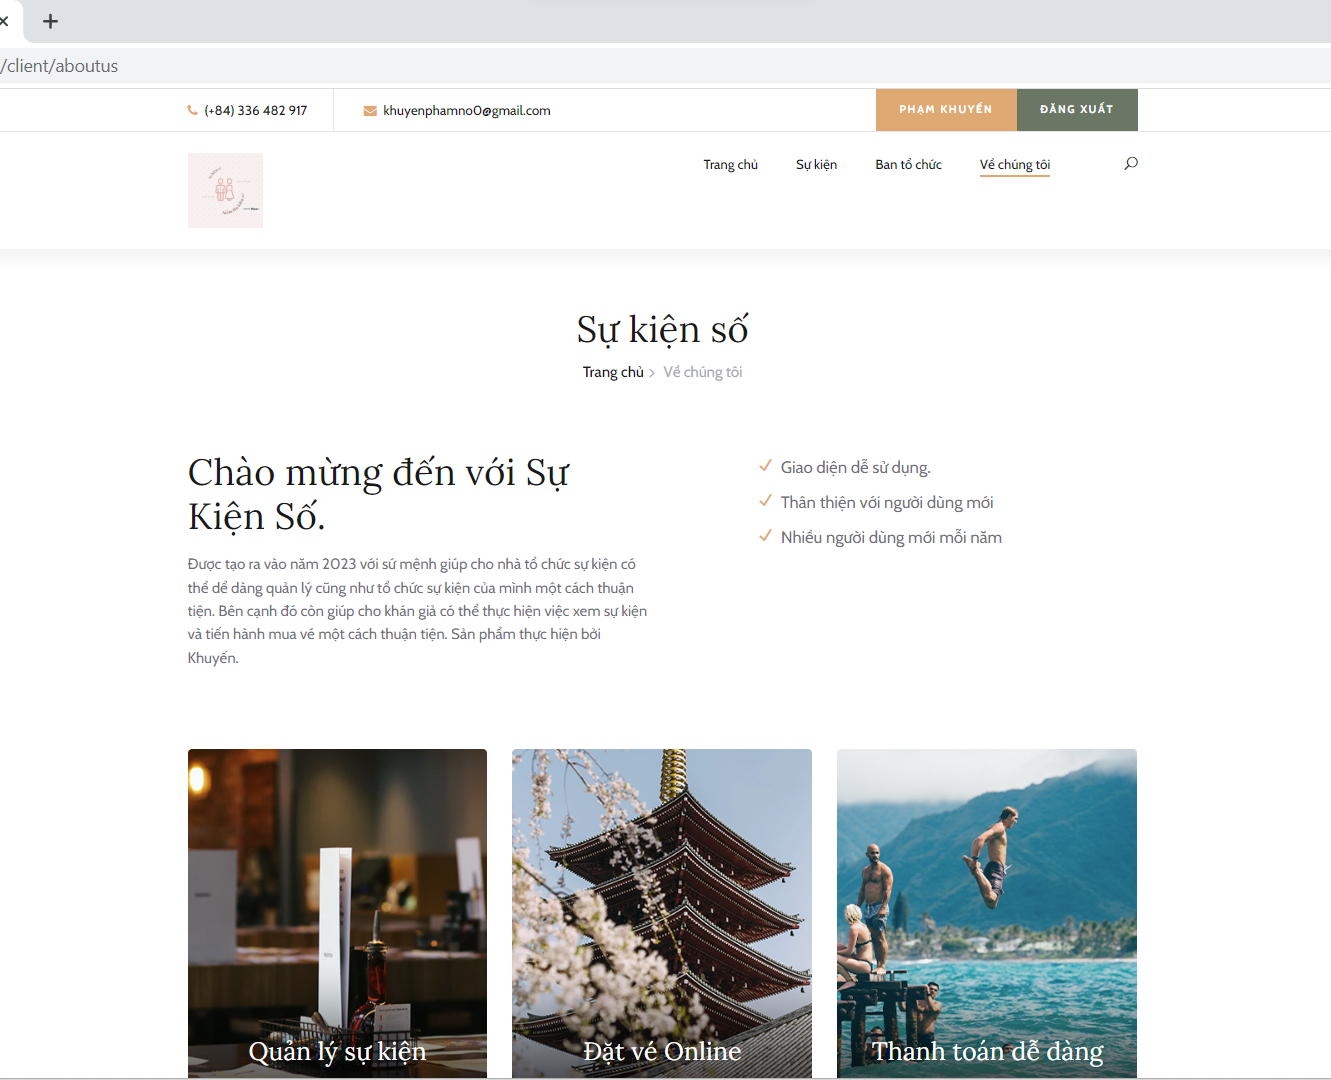 /client/aboutus
(+84) 336 482 917
khuyenphamno0@gmail.com
PHẠM KHUYẾN
ĐĂNG XUẤT
Trang chủ
Sự kiện
Ban tổ chức
Về chúng tôi
Sự kiện số
Trang chủ > Về chúng tôi
Chào mừng đến với Sự
Kiện Số.
Được tạo ra vào năm 2023 với sứ mệnh giúp cho nhà tổ chức sự kiện có
thể dể dàng quản lý cũng như tổ chức sự kiện của mình một cách thuận
tiện. Bên cạnh đó còn giúp cho khán giả có thể thực hiện việc xem sự kiện
và tiến hành mua vé một cách thuận tiện. Sản phẩm thực hiện bởi
Khuyến.
Giao diện dễ sử dụng.
Thân thiện với người dùng mới
Nhiều người dùng mới mỗi năm
Quản lý sự kiện
Đặt vé Online
Thanh toán dễ dàng